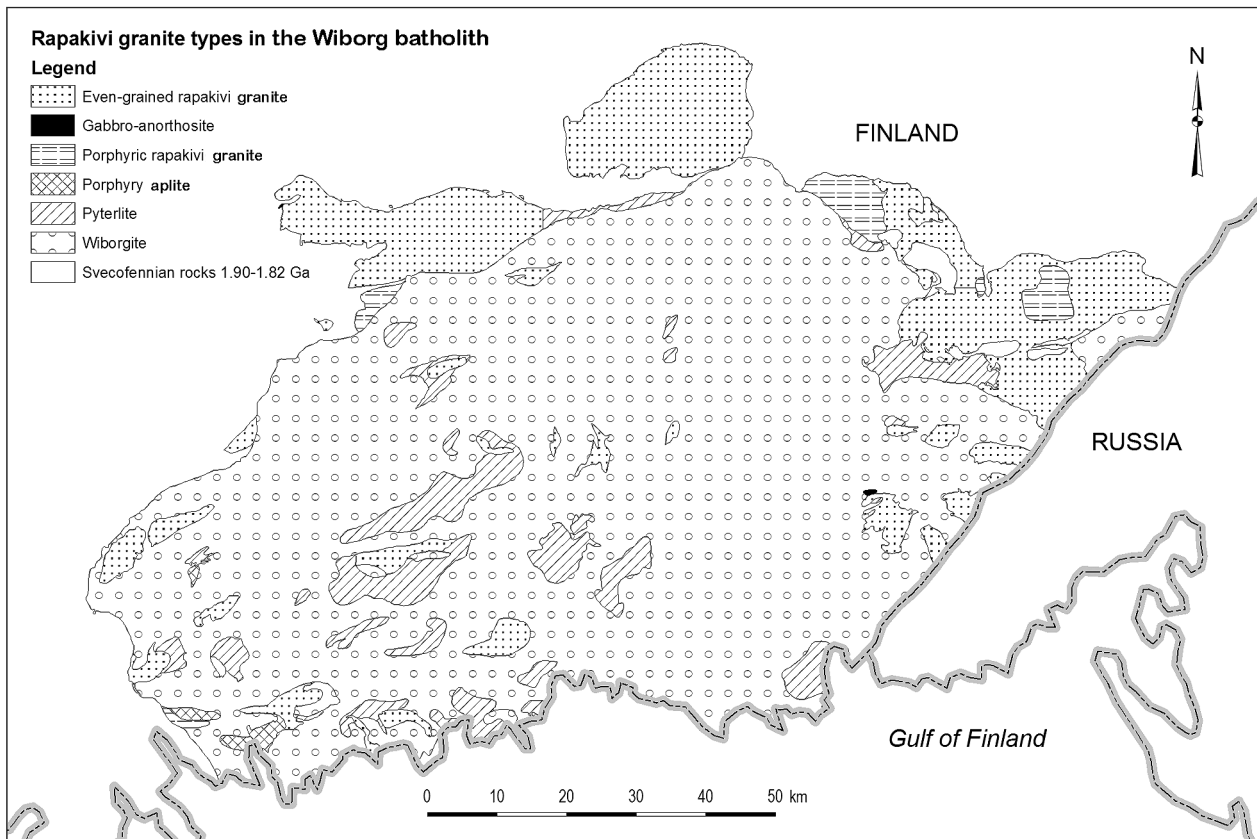 Rapakivi granite types in the Wiborg batholith
Legend
Even-grained rapakivi granite
Gabbro-anorthosite
Porphyric rapakivi granite
Porphyry aplite
Pyterlite
Wiborgite
Svecofennian rocks 1.90-1.82 Ga
N
FINLAND
RUSSIA
Gulf of Finland
0 10 20 30 40 50 km